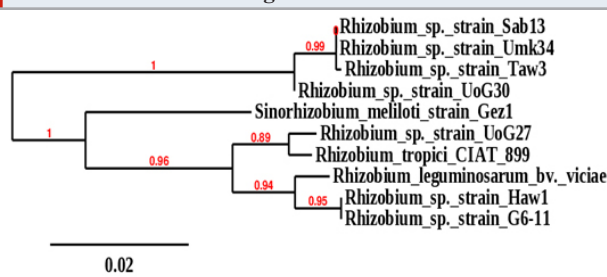 Rhizobium_sp._strain_Sab13
0.99 Rhizobium_sp._strain_Umk34
1 Rhizobium_sp._strain_Taw3
Rhizobium_sp._strain_UoG30
Sinorhizobium_meliloti_strain_Gez1
1 0.89 Rhizobium_sp._strain_UoG27
0.96 Rhizobium_tropici_CIAT_899
0.94 Rhizobium_leguminosarum_bv._viciae
0.95 Rhizobium_sp._strain_Haw1
Rhizobium_sp._strain_G6-11
0.02